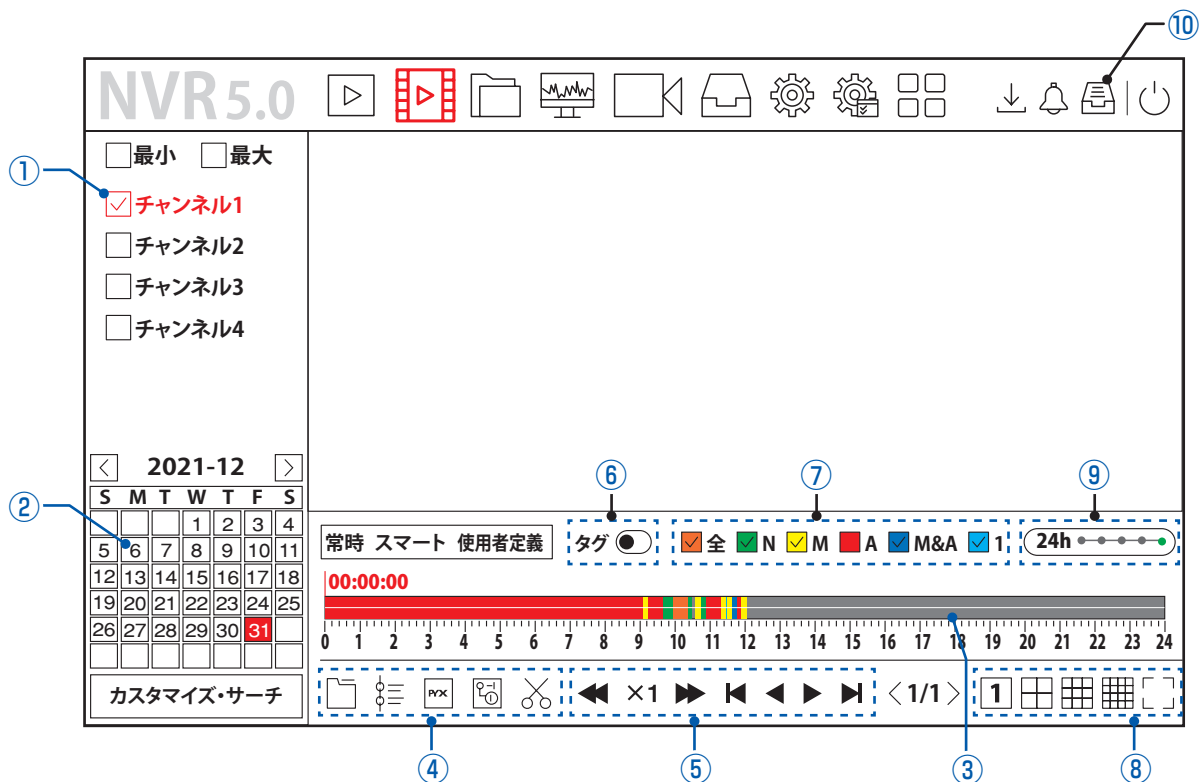 ⑩
NVR 5.0
最小 最大
①
チャンネル1
チャンネル2
チャンネル3
チャンネル4
2021-12
S M T W T F S
②
1 2 3 4
5 6 7 8 9 10 11
12 13 14 15 16 17 18
19 20 21 22 23 24 25
26 27 28 29 30 31
カスタマイズ・サーチ
⑥ ⑦ ⑨
常時 スマート 使用者定義 タグ 全 N M A M&A 1 24h
00:00:00
0 1 2 3 4 5 6 7 8 9 10 11 12 13 14 15 16 17 18 19 20 21 22 23 24
×1 <1/1> 1
④ ⑤ ③ ⑧